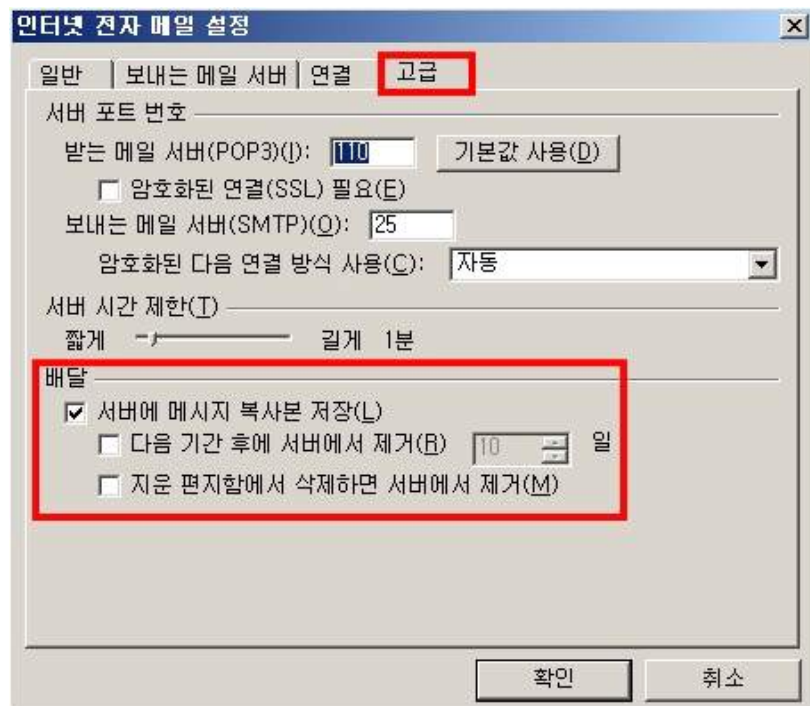 인터넷 전자 메일 설정
일반 보내는 메일 서버 연결 고급
서버 포트 번호
받는 메일 서버(POP3)(I): 110 기본값 사용(D)
암호화된 연결(SSL) 필요(E)
보내는 메일 서버(SMTP)(O): 25
암호화된 다음 연결 방식 사용(C): 자동
서버 시간 제한(T)
짧게 길게 1분
배달
서버에 메시지 복사본 저장(L)
다음 기간 후에 서버에서 제거(R) 10 일
지운 편지함에서 삭제하면 서버에서 제거(M)
확인 취소